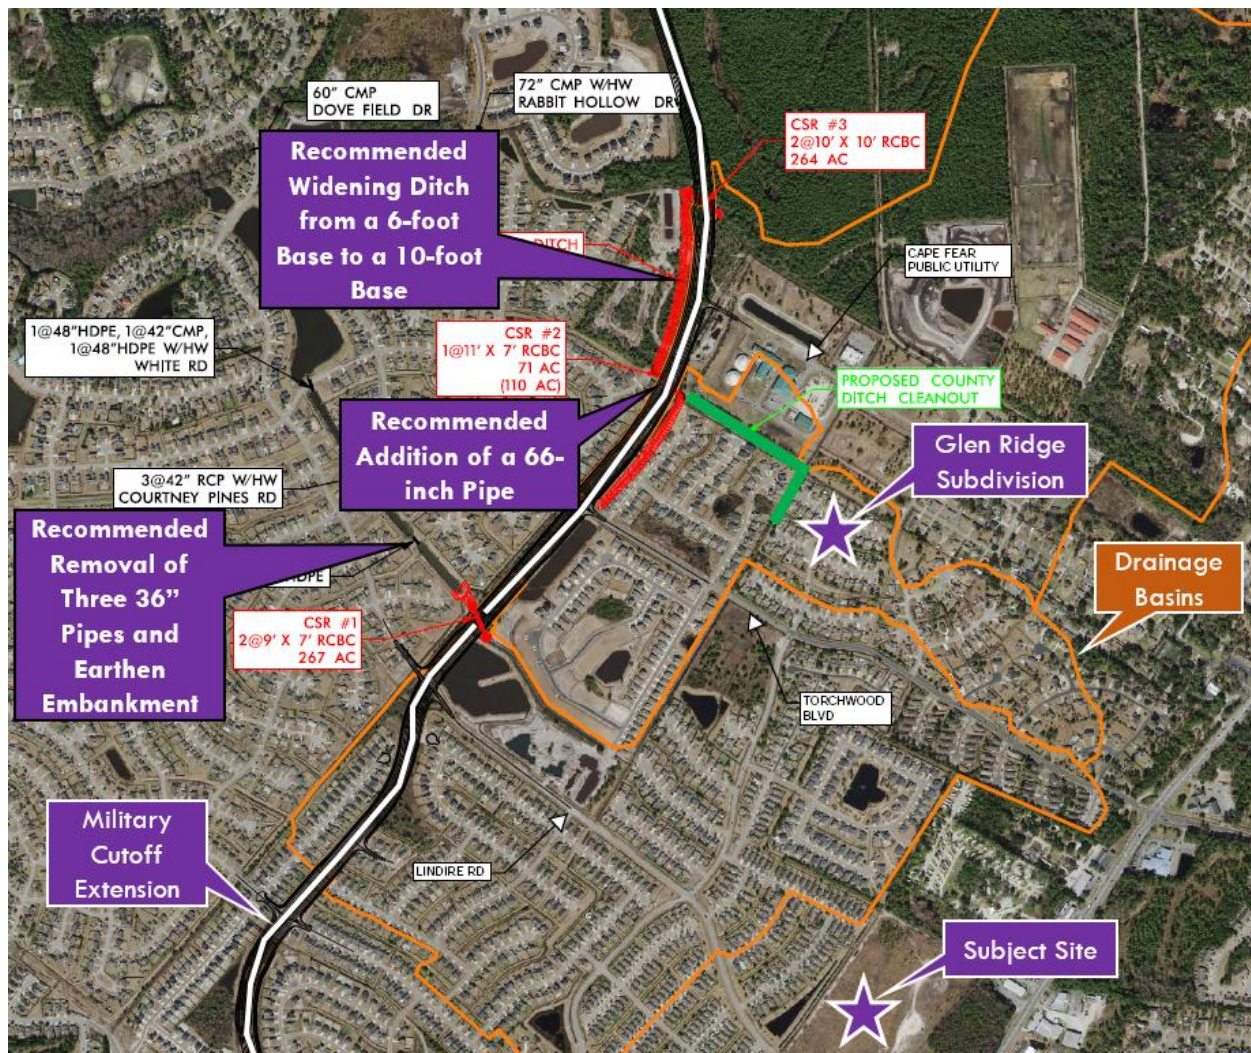 60" CMP
DOVE FIELD DR
72" CMP W/HW
RABBIT HOLLOW DR
CSR #3
2@10' X 10' RCBC
264 AC
Recommended
Widening Ditch
from a 6-foot
Base to a 10-foot
Base
DITCH
CAPE FEAR
PUBLIC UTILITY
1@48"HDPE, 1@42"CMP,
1@48"HDPE W/HW
WHITE RD
CSR #2
1@11' X 7' RCBC
71 AC
(110 AC)
PROPOSED COUNTY
DITCH CLEANOUT
Recommended
Addition of a 66-
inch Pipe
Glen Ridge
Subdivision
3@42" RCP W/HW
COURTNEY PINES RD
Recommended
Removal of
Three 36"
Pipes and
Earthen
Embankment
HDPE
Drainage
Basins
CSR #1
2@9' X 7' RCBC
267 AC
TORCHWOOD
BLVD
Military
Cutoff
Extension
LINDIRE RD
Subject Site